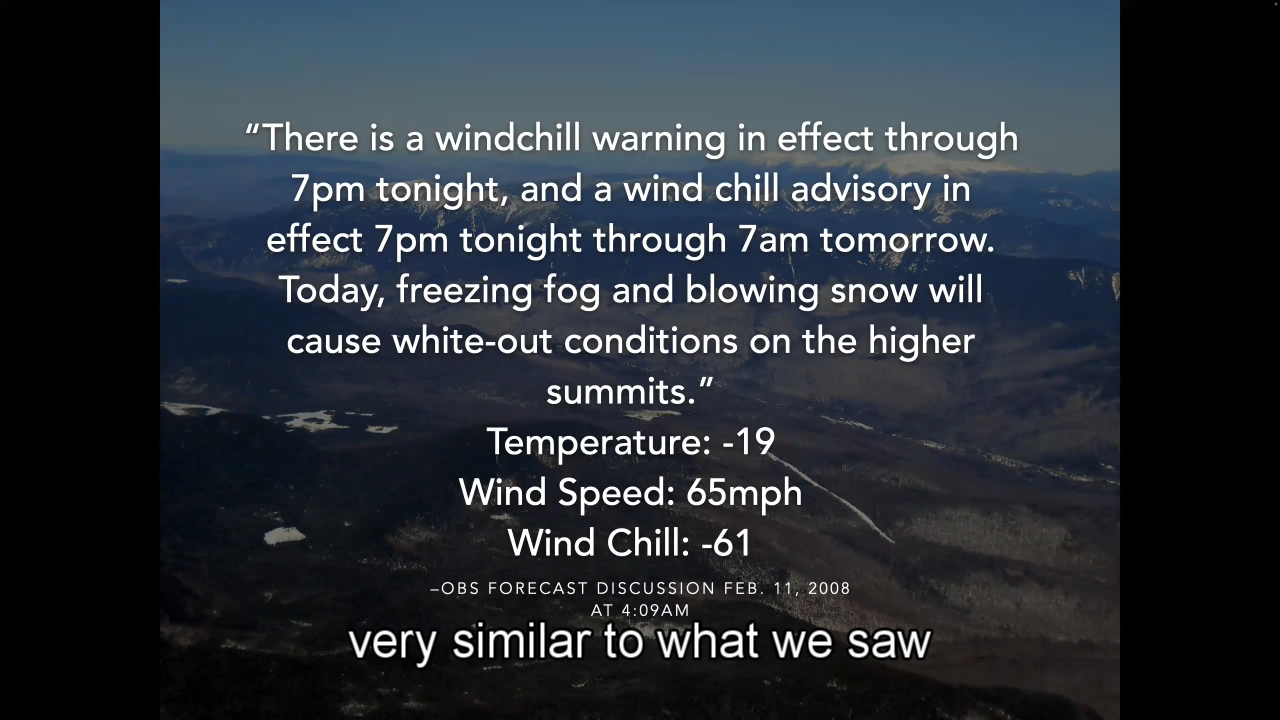 “There is a windchill warning in effect through
7pm tonight, and a wind chill advisory in
effect 7pm tonight through 7am tomorrow.
Today, freezing fog and blowing snow will
cause white-out conditions on the higher
summits.”
Temperature: -19
Wind Speed: 65mph
Wind Chill: -61
–OBS FORECAST DISCUSSION FEB. 11, 2008
AT 4:09AM
very similar to what we saw